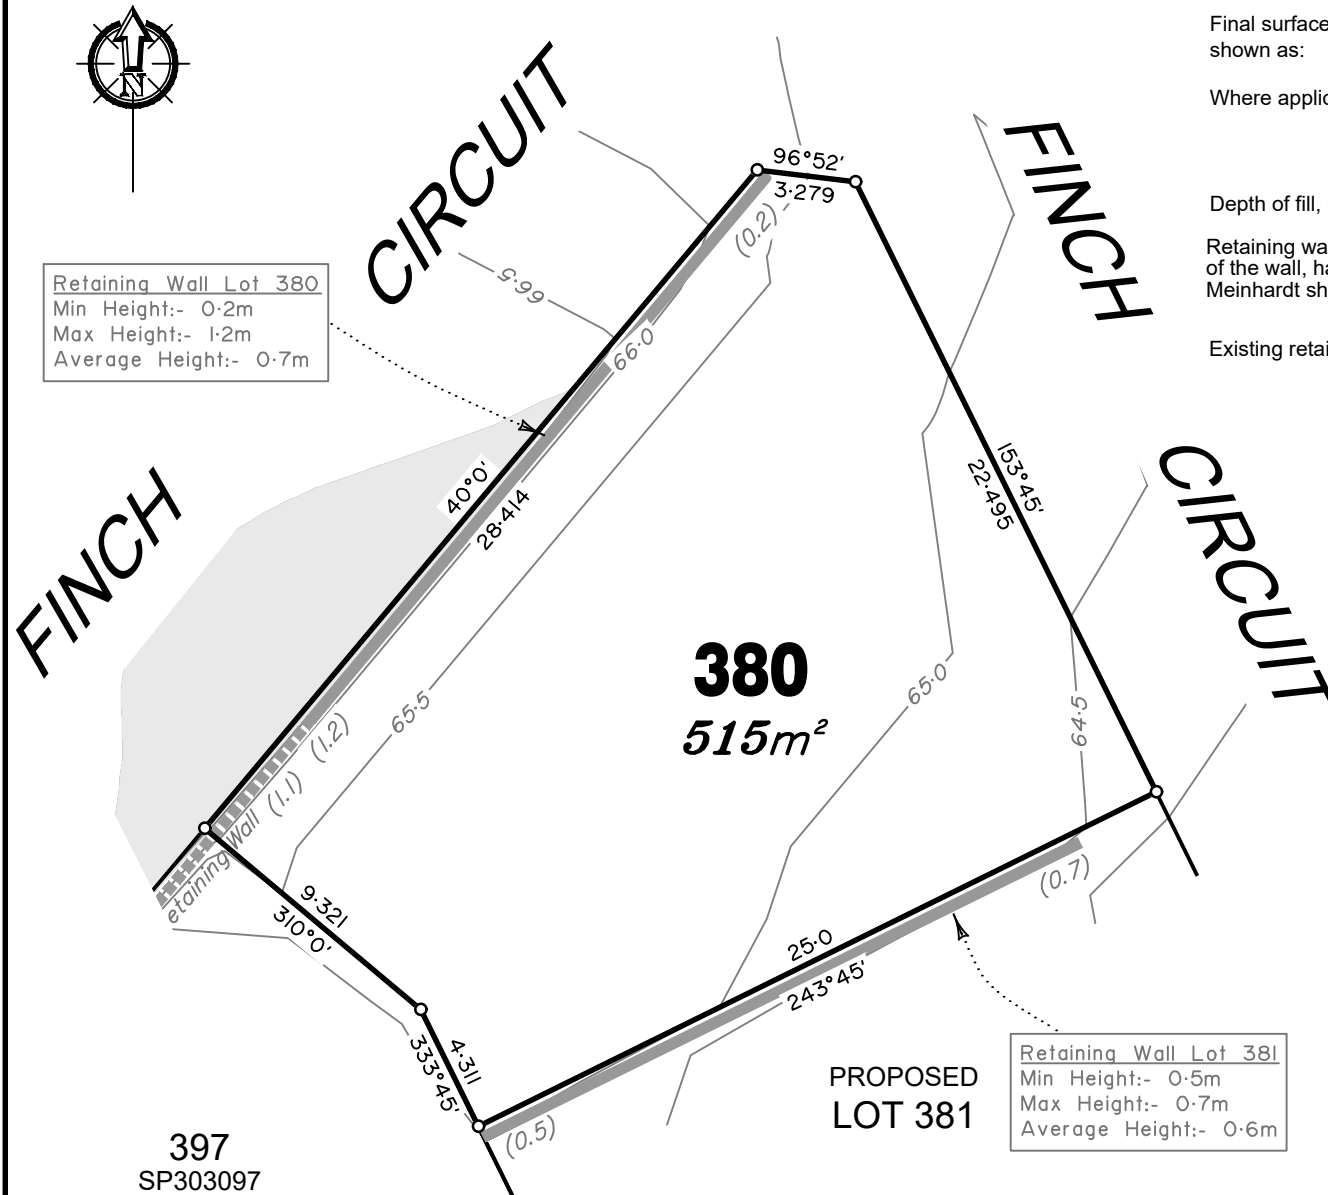 N
Final surface
shown as:
Where applic
Depth of fill,
Retaining wa
of the wall, ha
Meinhardt sh
Existing retai
CIRCUIT
FINCH
96°52'
3·279
(0.2)
66·5
66·0
Retaining Wall Lot 380
Min Height:- 0·2m
Max Height:- 1·2m
Average Height:- 0·7m
FINCH
CIRCUIT
40°0'
28·414
153°45'
22·495
380
515m²
65·5
65·0
64·5
(1.2)
(1.1)
etaining Wall
9·321
310°0'
(0.7)
25·0
243°45'
4·311
333°45'
(0.5)
PROPOSED
LOT 381
Retaining Wall Lot 381
Min Height:- 0·5m
Max Height:- 0·7m
Average Height:- 0·6m
397
SP303097